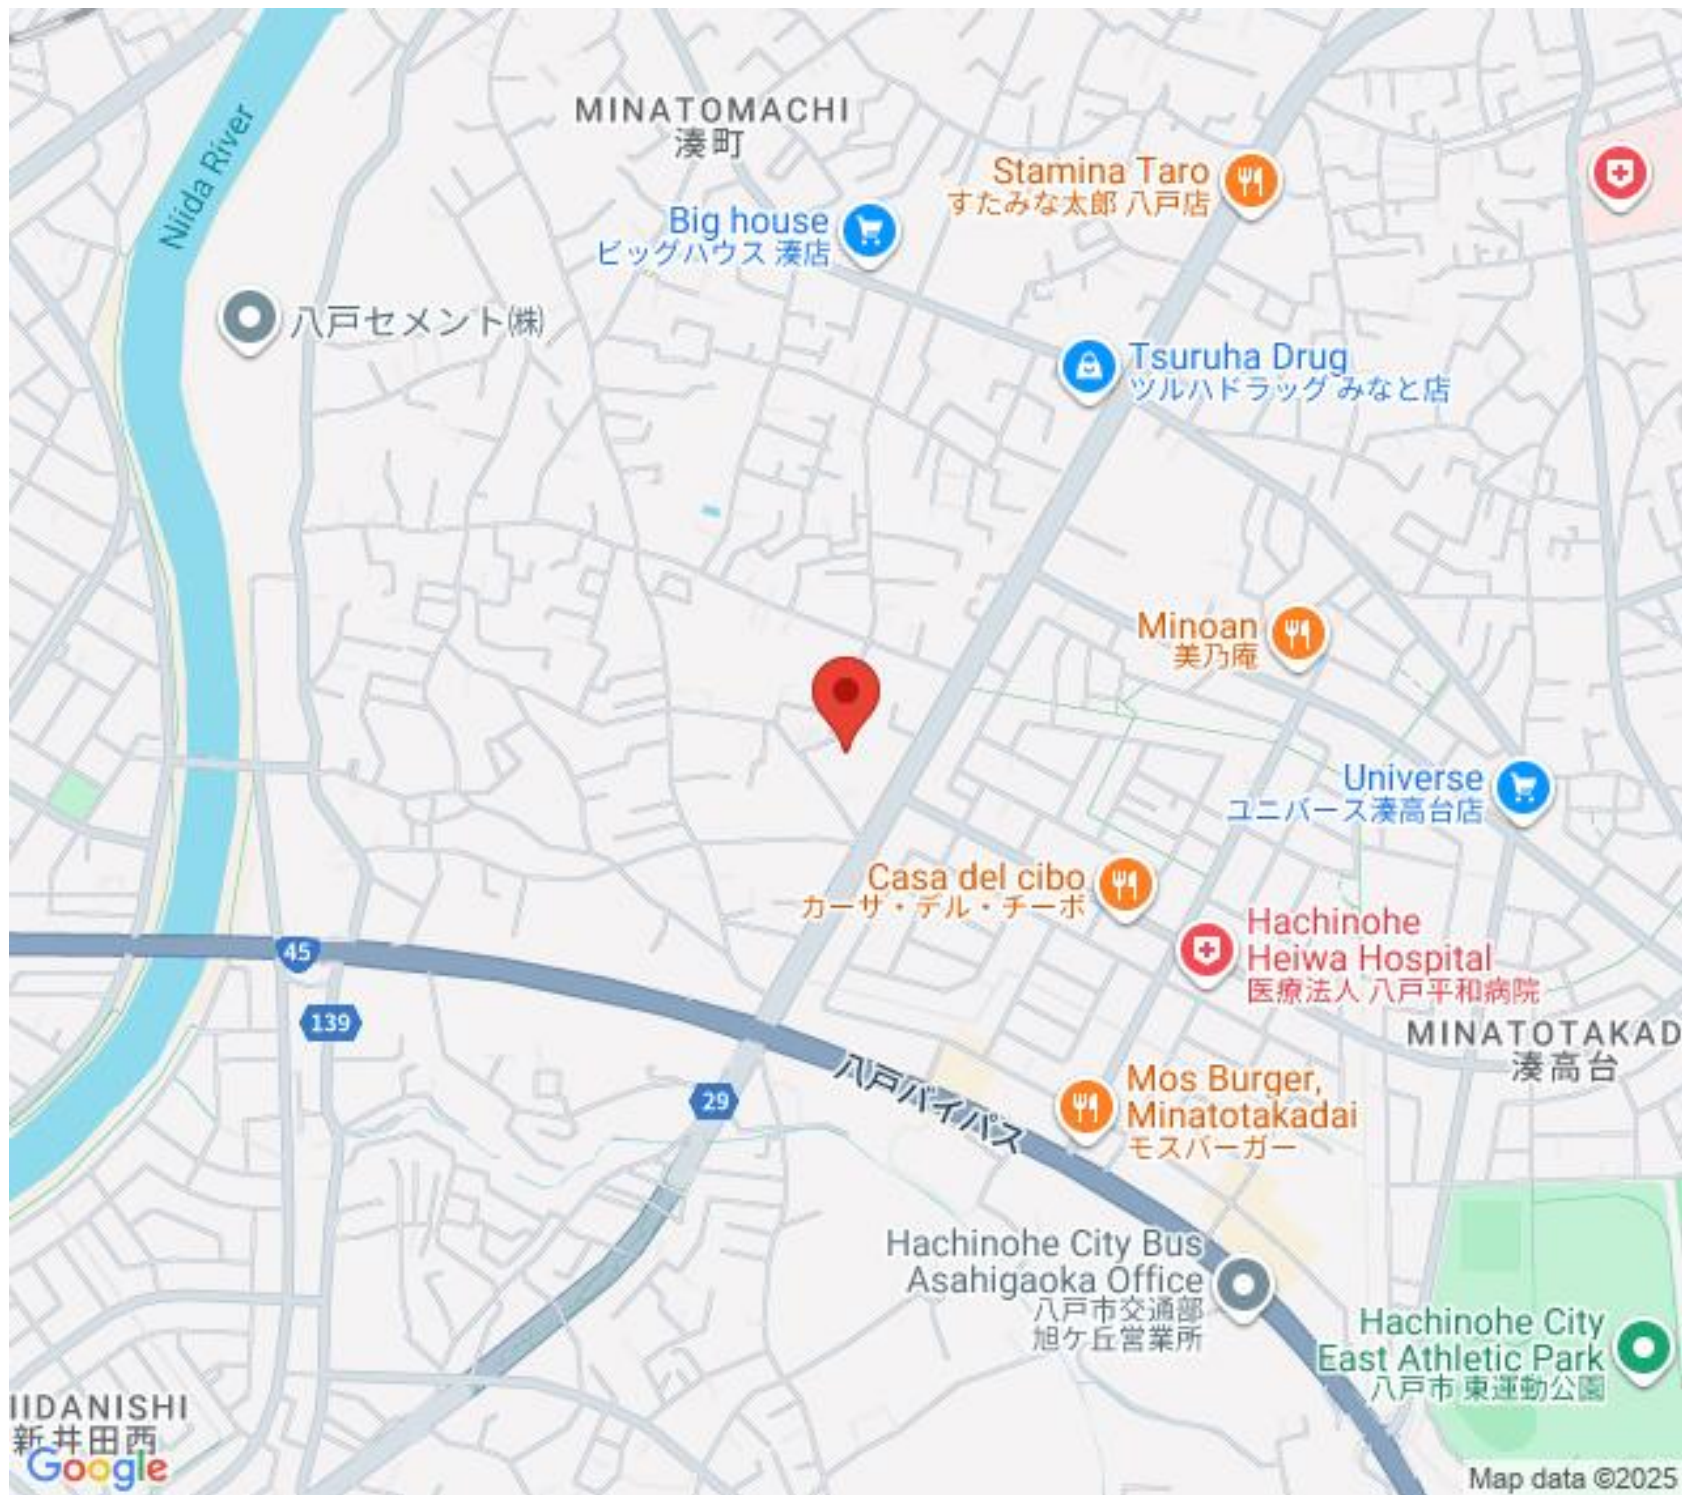 Niida River
MINATOMACHI
湊町
Stamina Taro
すたみな太郎 八戸店
Big house
ビッグハウス 湊店
八戸セメント㈱
Tsuruha Drug
ツルハドラッグ みなと店
Minoan
美乃庵
Universe
ユニバース湊高台店
Casa del cibo
カーザ・デル・チーボ
Hachinohe
Heiwa Hospital
医療法人 八戸平和病院
45
139
MINATOTAKAD
湊高台
八戸バイパス
29
Mos Burger,
Minatotakadai
モスバーガー
Hachinohe City Bus
Asahigaoka Office
八戸市交通部
旭ケ丘営業所
Hachinohe City
East Athletic Park
八戸市 東運動公園
IIDANISHI
新井田西
Google
Map data ©2025